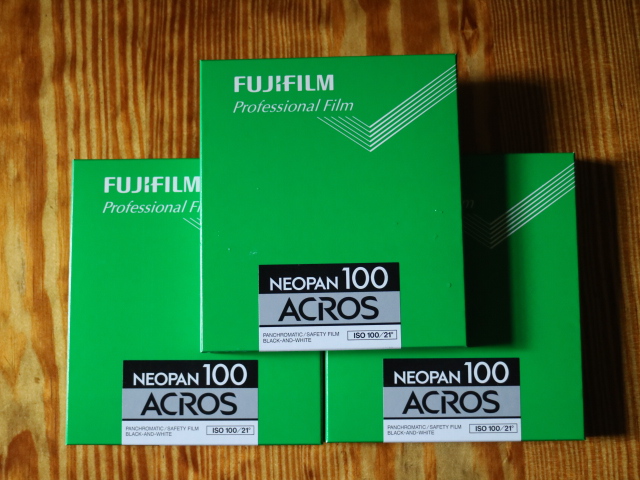 FUJIFILM
Professional Film
NEOPAN 100
ACROS
PANCHROMATIC/SAFETY FILM
BLACK-AND-WHITE
ISO 100/21°
FUJIFILM
Professional Fi
NEOPAN 100
ACROS
PANCHROMATIC/SAFETY FILM
BLACK-AND-WHITE
ISO 100/21°
m
NEOPAN 100
ACROS
PANCHROMATIC/SAFETY FILM
BLACK-AND-WHITE
ISO 100/21°